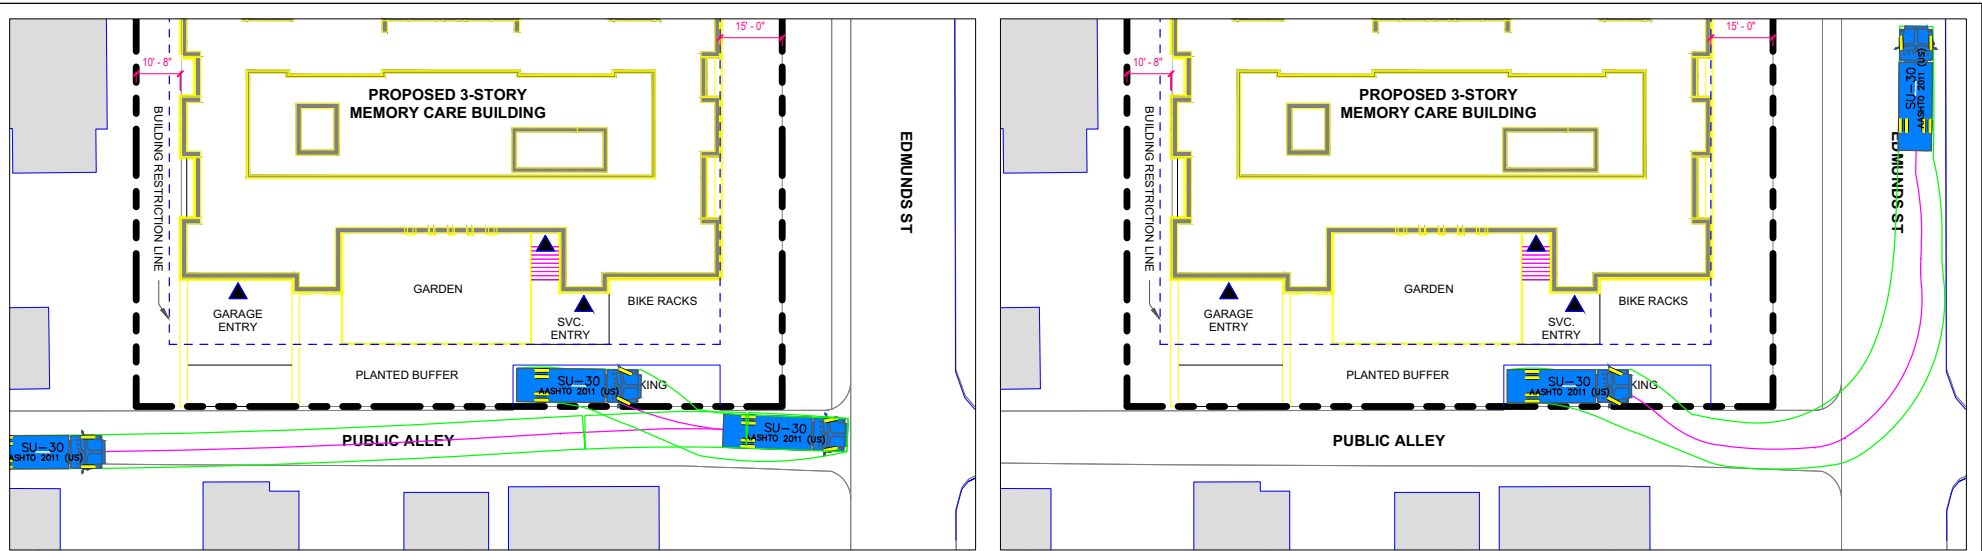 15' - 0"
10' - 8"
PROPOSED 3-STORY
MEMORY CARE BUILDING
BUILDING RESTRICTION LINE
EDMUNDS ST
GARDEN
BIKE RACKS
GARAGE
ENTRY
SVC.
ENTRY
PLANTED BUFFER
SU-30
AASHTO 2011 (US)
KING
SU-30
AASHTO 2011 (US)
PUBLIC ALLEY
SU-30
AASHTO 2011 (US)
15' - 0"
10' - 8"
PROPOSED 3-STORY
MEMORY CARE BUILDING
BUILDING RESTRICTION LINE
SU-30
AASHTO 2011 (US)
EDMUNDS ST
GARDEN
BIKE RACKS
GARAGE
ENTRY
SVC.
ENTRY
PLANTED BUFFER
SU-30
AASHTO 2011 (US)
KING
PUBLIC ALLEY